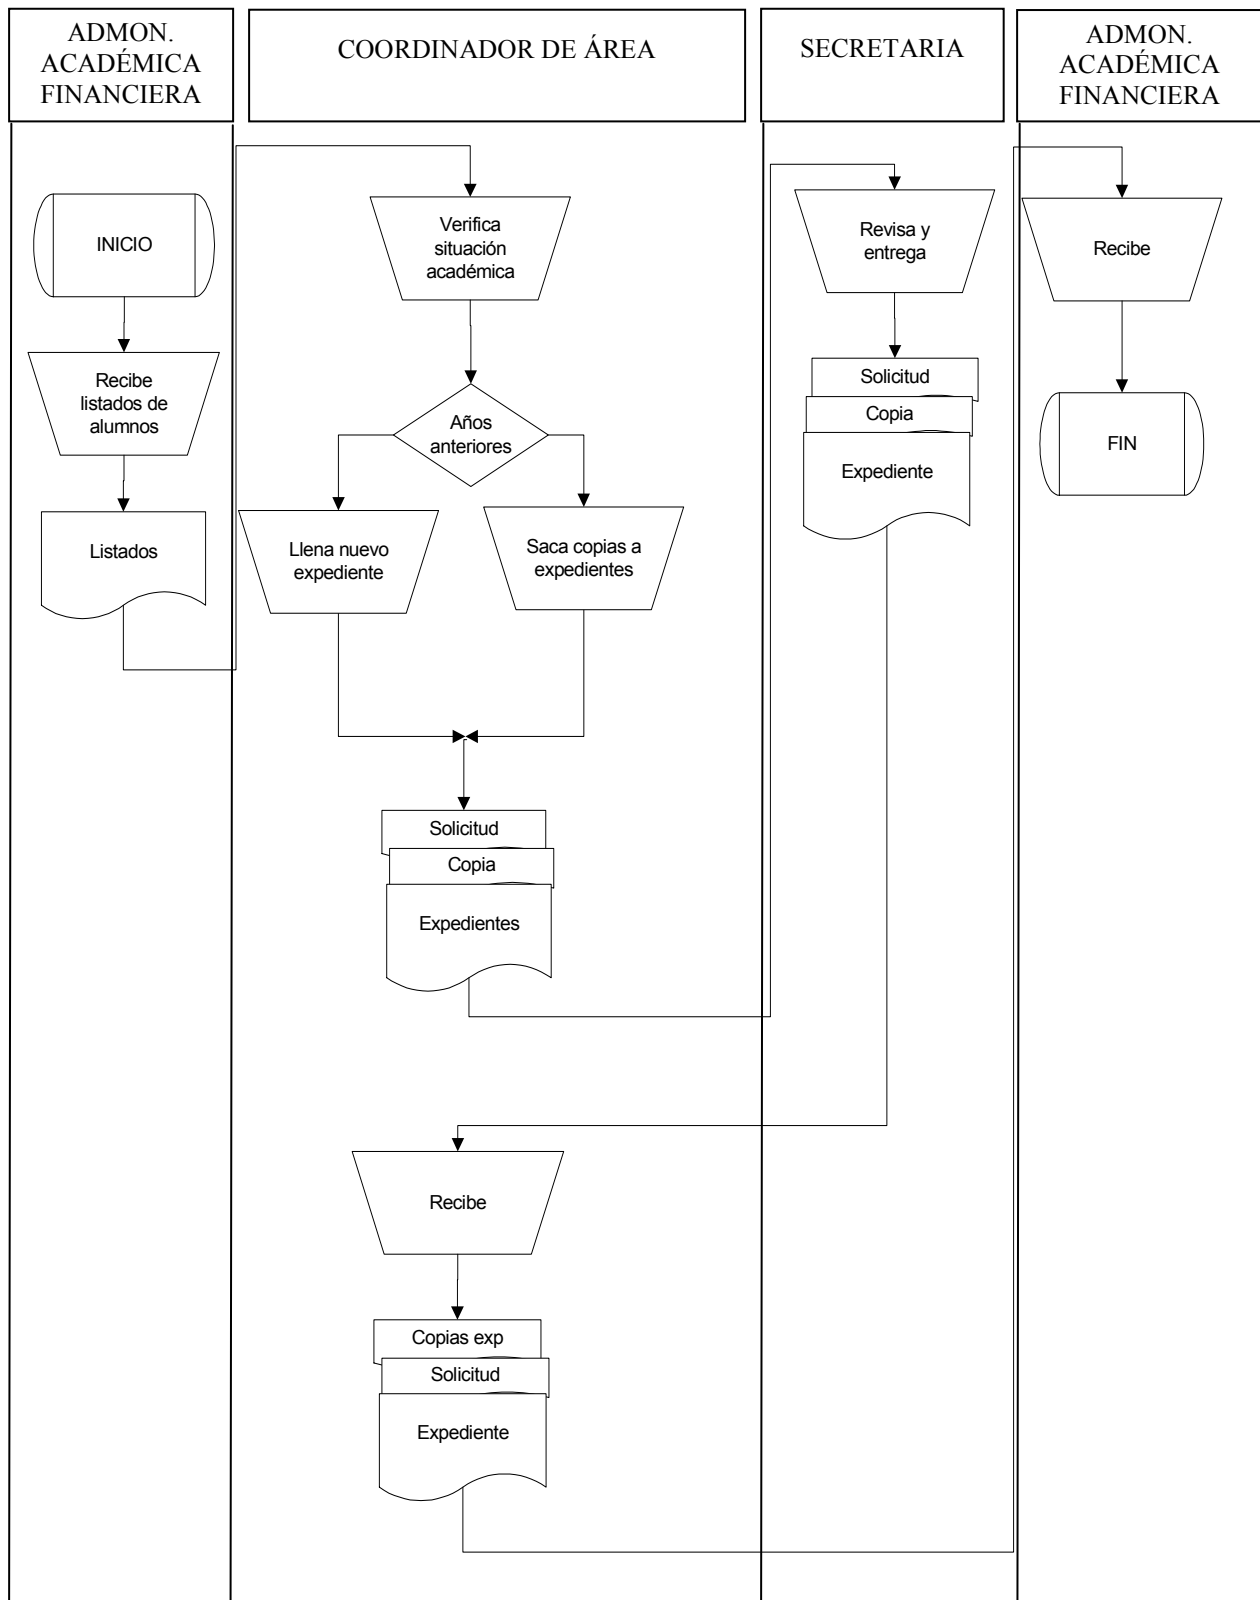 ADMON.
ACADÉMICA
FINANCIERA
COORDINADOR DE ÁREA
SECRETARIA
ADMON.
ACADÉMICA
FINANCIERA
INICIO
Recibe
listados de
alumnos
Listados
Verifica
situación
académica
Años
anteriores
Llena nuevo
expediente
Saca copias a
expedientes
Solicitud
Copia
Expedientes
Revisa y
entrega
Solicitud
Copia
Expediente
Recibe
Copias exp
Solicitud
Expediente
Recibe
FIN